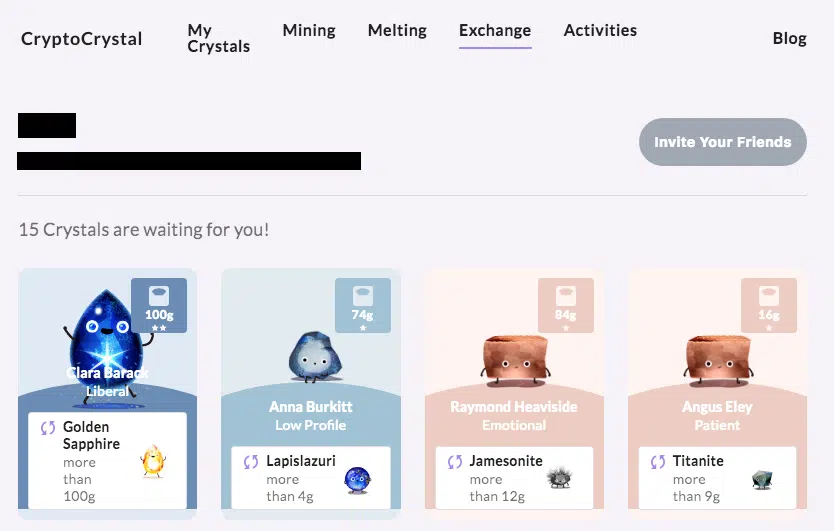 CryptoCrystal
My
Crystals
Mining
Melting
Exchange
Activities
Blog
Invite Your Friends
15 Crystals are waiting for you!
100g
★★
Clara Barack
Liberal
Golden
Sapphire
more
than
100g
74g
★
Anna Burkitt
Low Profile
Lapislazuri
more
than 4g
84g
★
Raymond Heaviside
Emotional
Jamesonite
more
than 12g
16g
★
Angus Eley
Patient
Titanite
more
than 9g